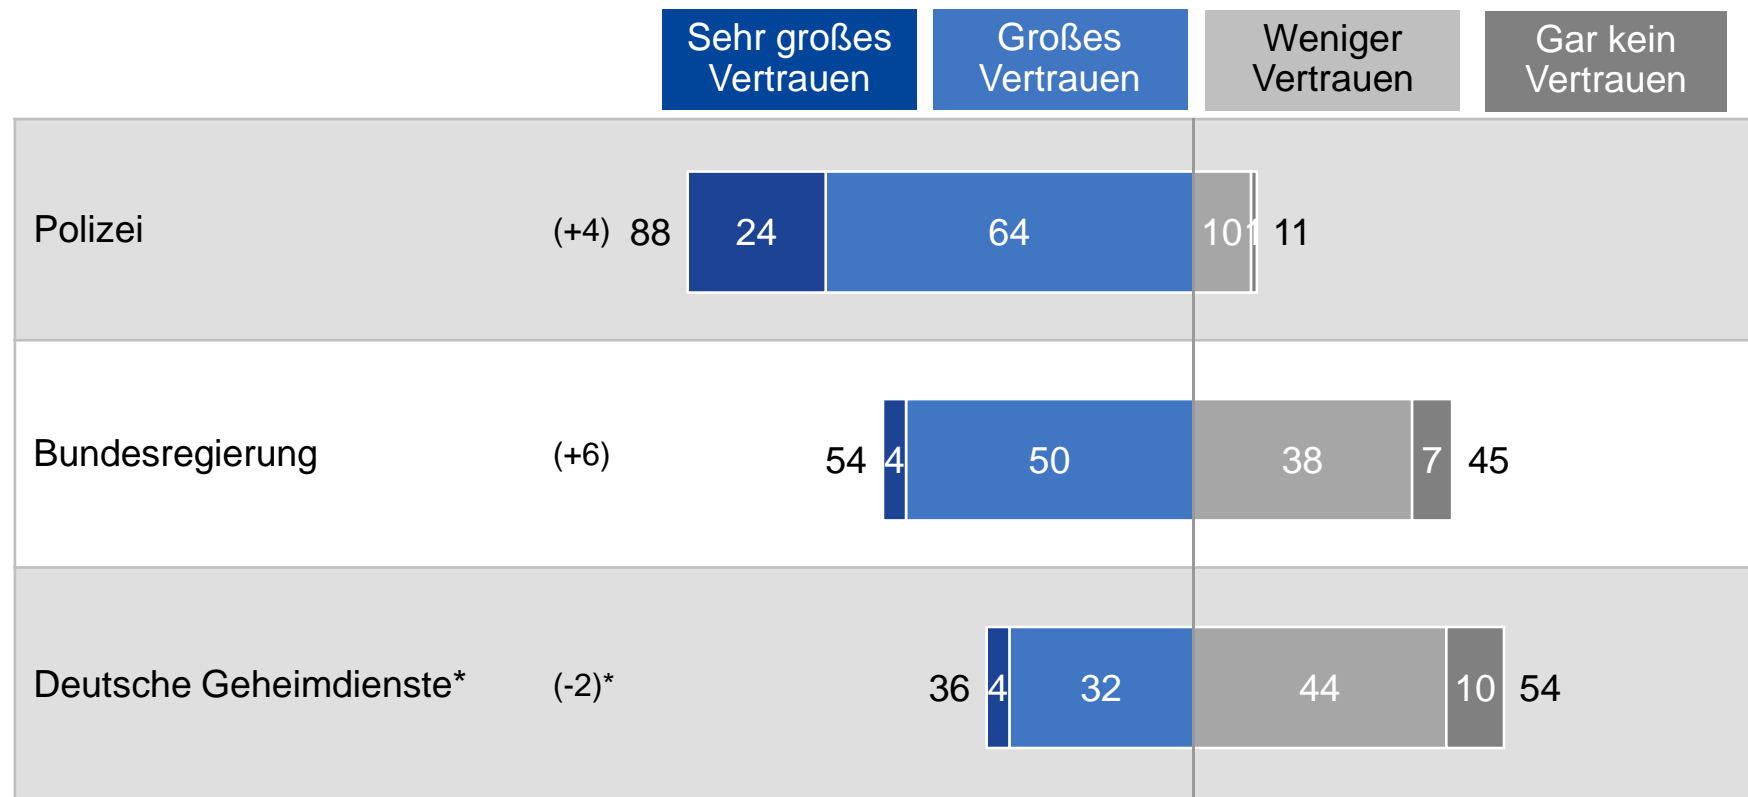 Sehr großes
Vertrauen
Großes
Vertrauen
Weniger
Vertrauen
Gar kein
Vertrauen
Polizei (+4) 88 24 64 10 1 11
Bundesregierung (+6) 54 4 50 38 7 45
Deutsche Geheimdienste* (-2)* 36 4 32 44 10 54